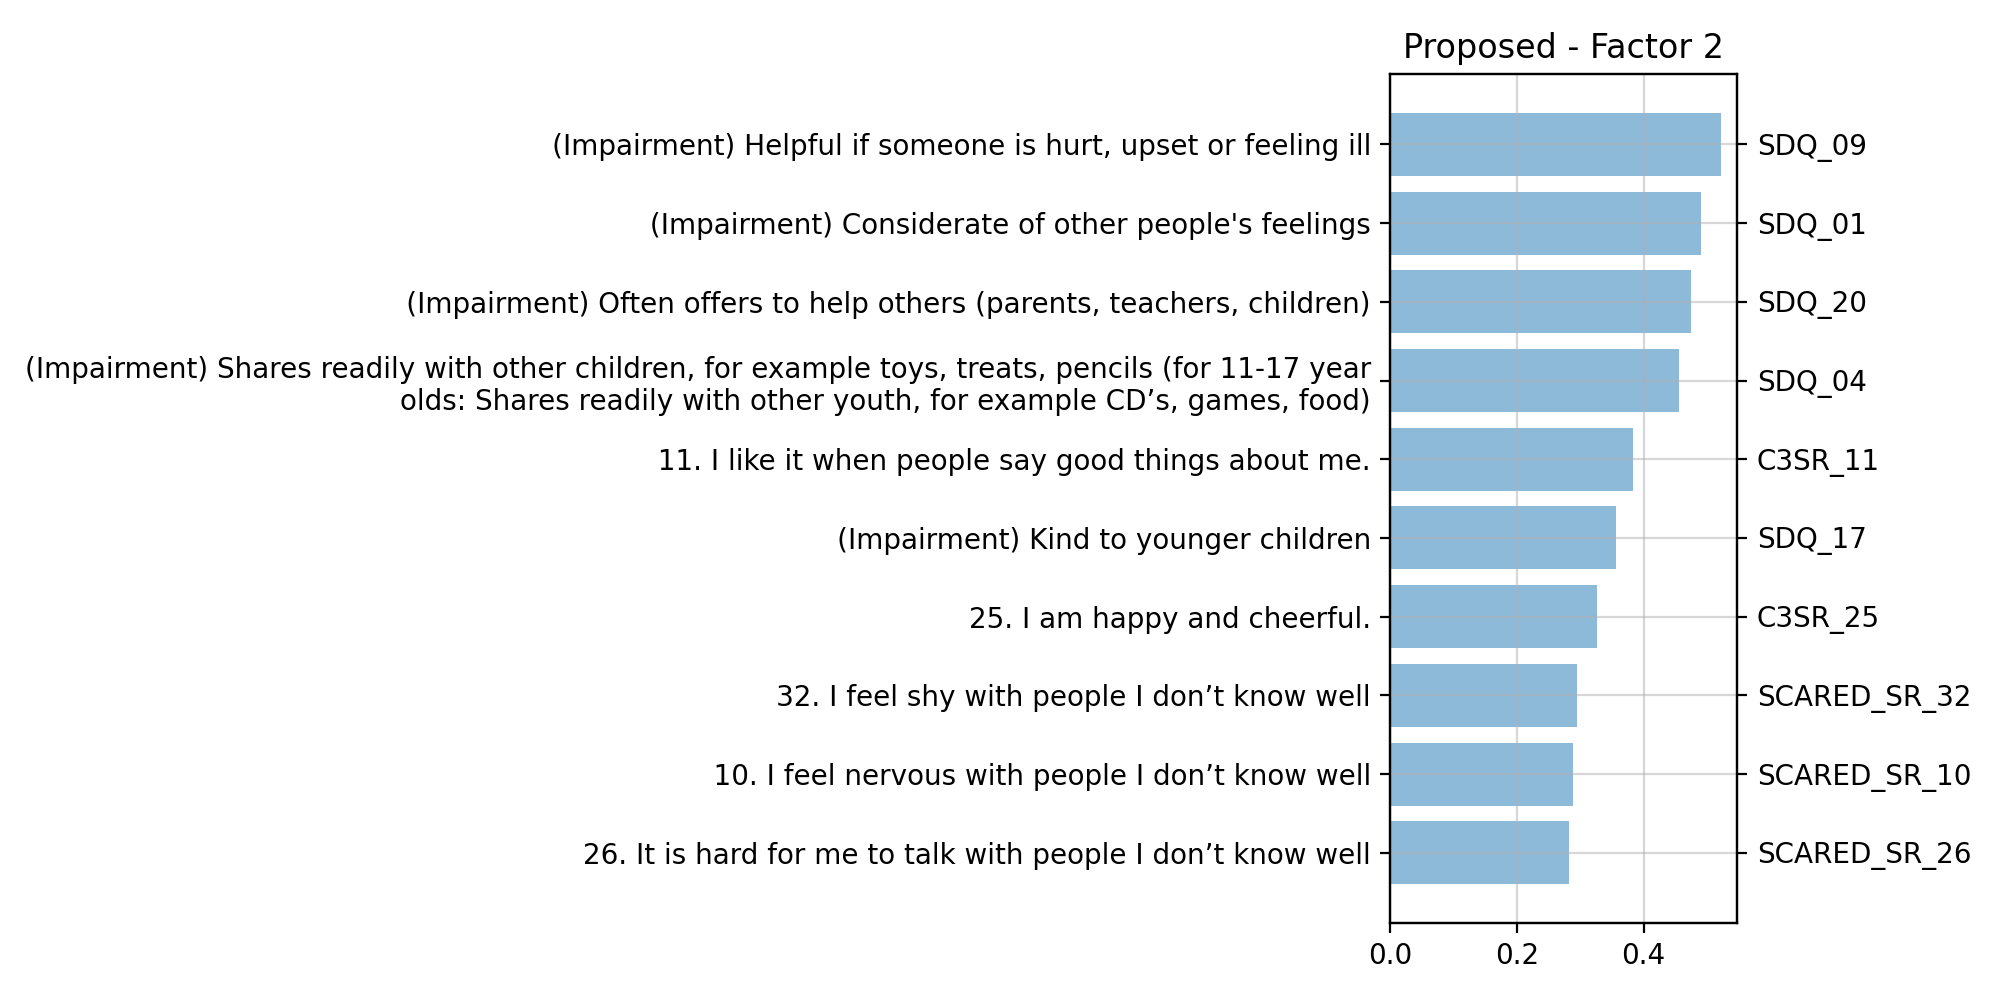 Proposed - Factor 2
(Impairment) Helpful if someone is hurt, upset or feeling ill
SDQ_09
(Impairment) Considerate of other people's feelings
SDQ_01
(Impairment) Often offers to help others (parents, teachers, children)
SDQ_20
(Impairment) Shares readily with other children, for example toys, treats, pencils (for 11-17 year
olds: Shares readily with other youth, for example CD’s, games, food)
SDQ_04
11. I like it when people say good things about me.
C3SR_11
(Impairment) Kind to younger children
SDQ_17
25. I am happy and cheerful.
C3SR_25
32. I feel shy with people I don’t know well
SCARED_SR_32
10. I feel nervous with people I don’t know well
SCARED_SR_10
26. It is hard for me to talk with people I don’t know well
SCARED_SR_26
0.0 0.2 0.4